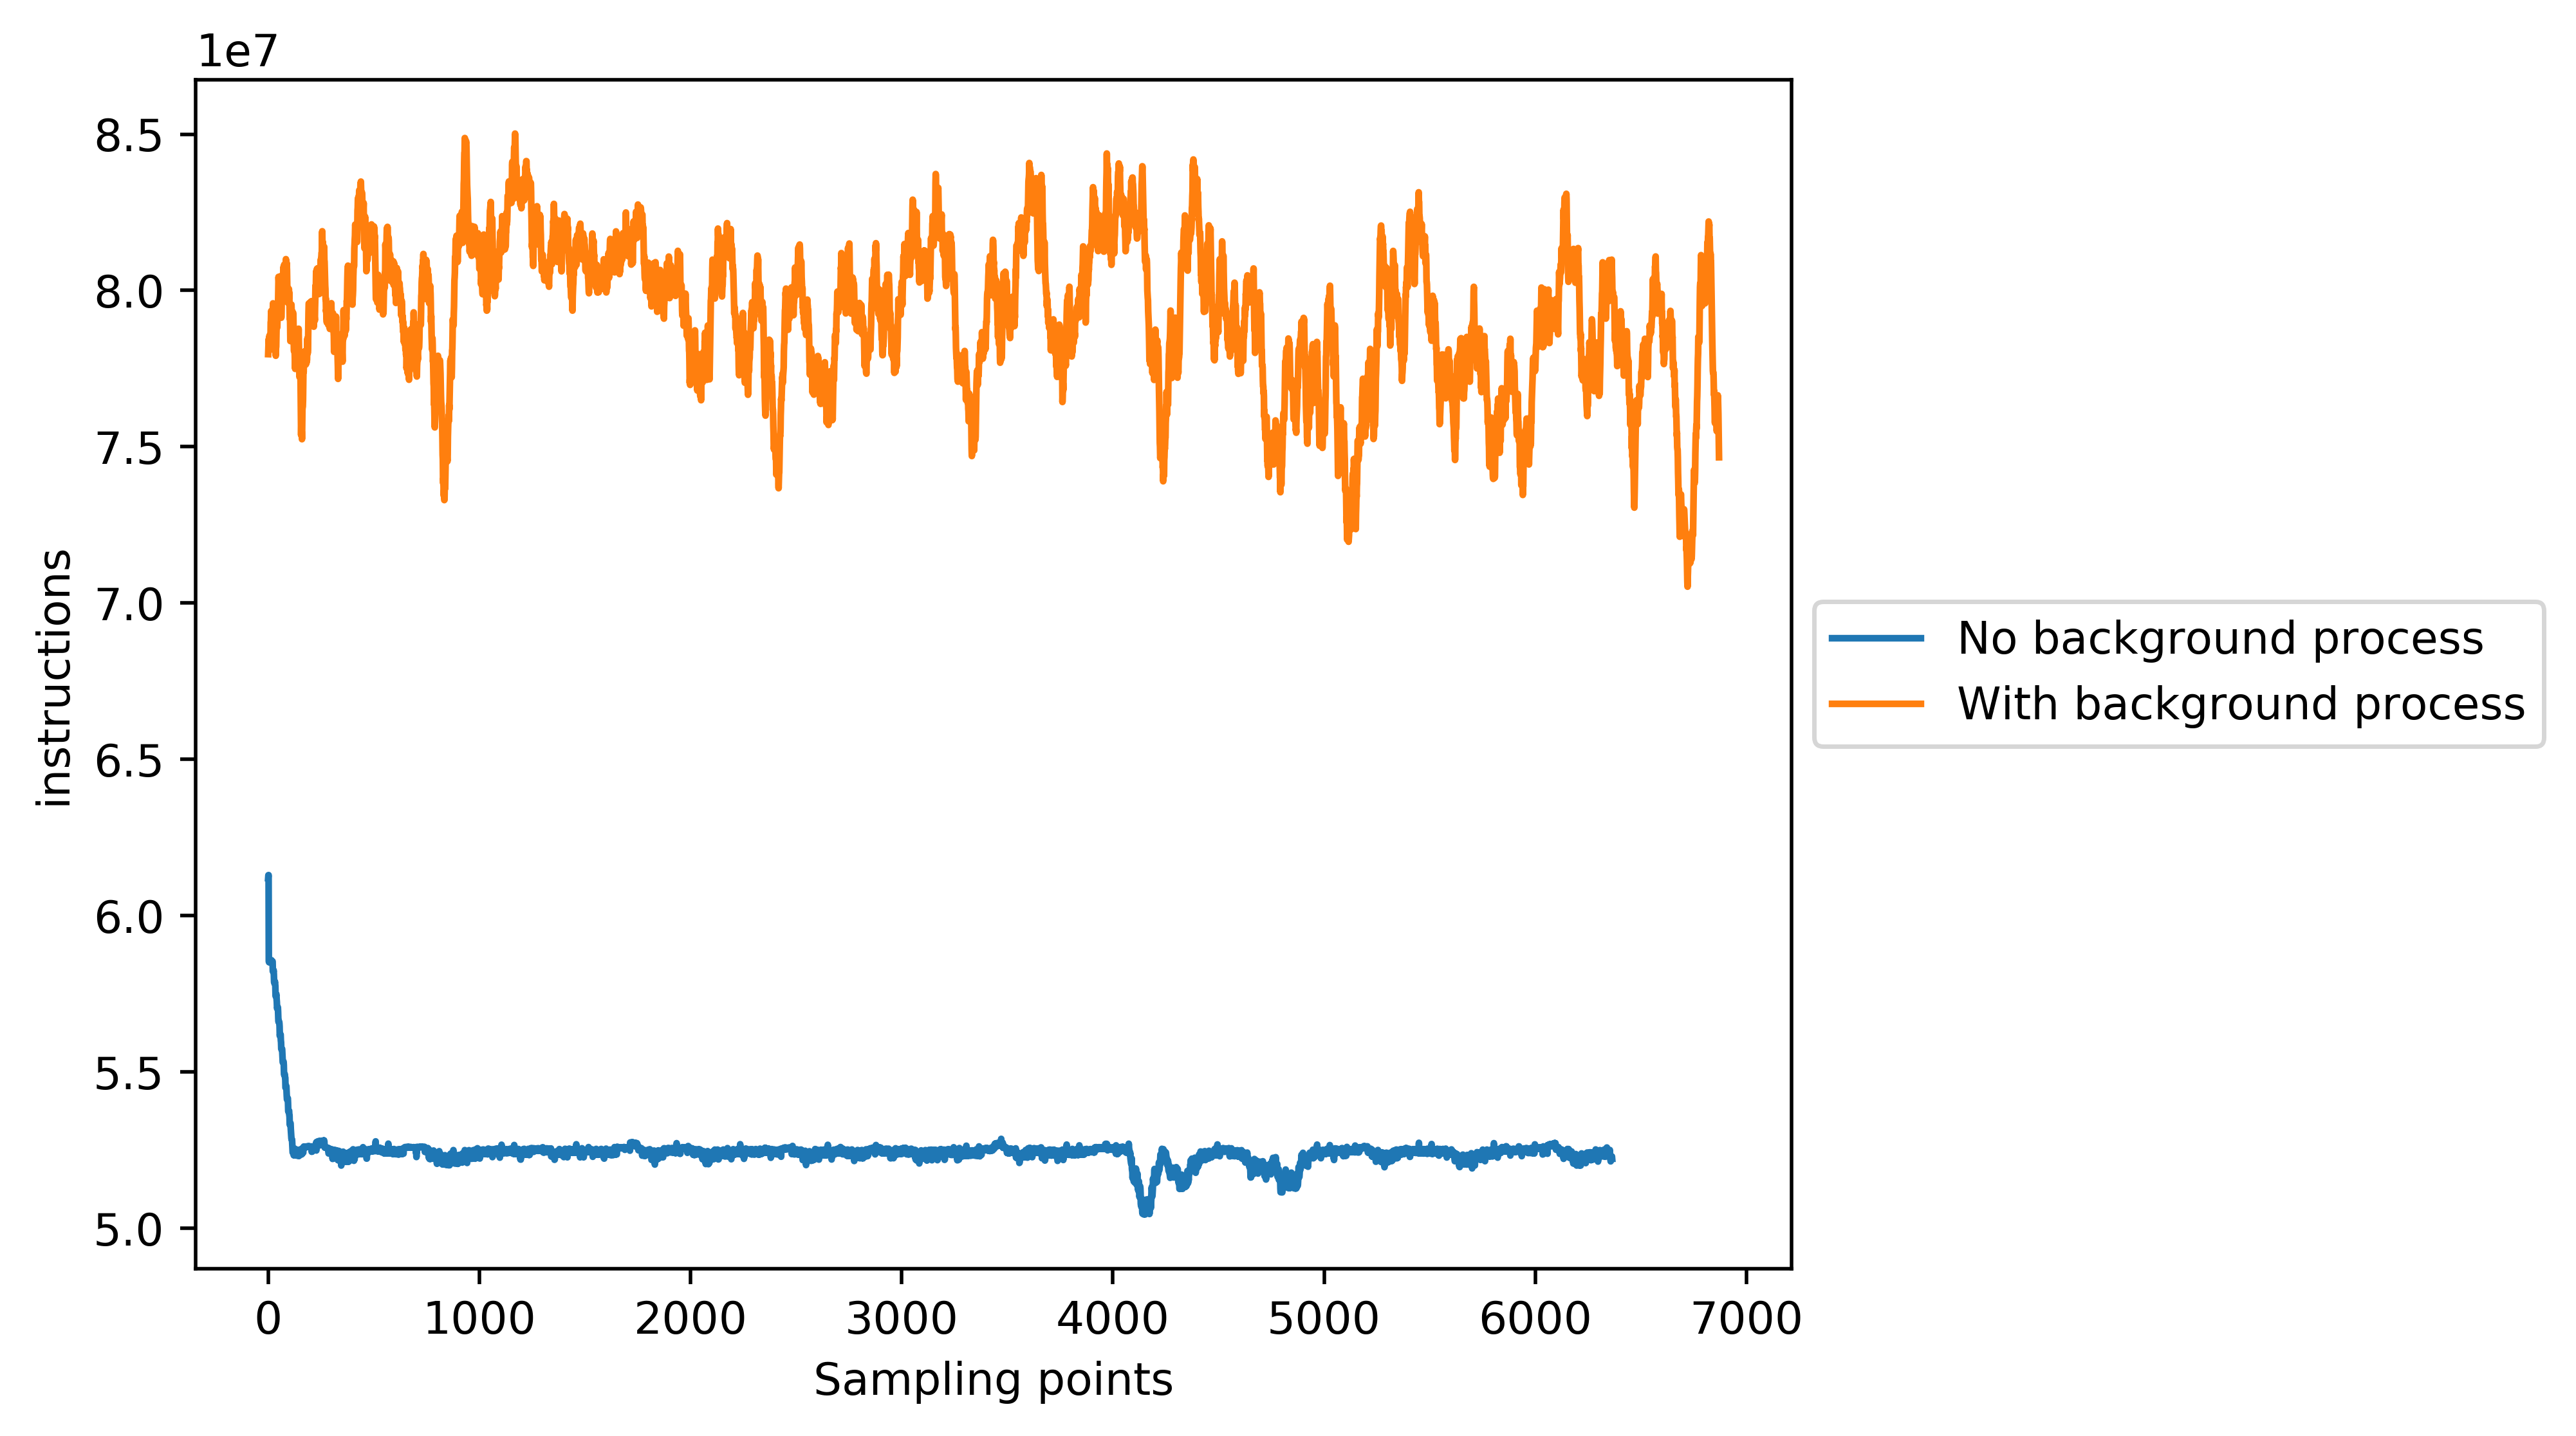 1e7
8.5
8.0
7.5
7.0
6.5
6.0
5.5
5.0
instructions
0 1000 2000 3000 4000 5000 6000 7000
Sampling points
No background process
With background process